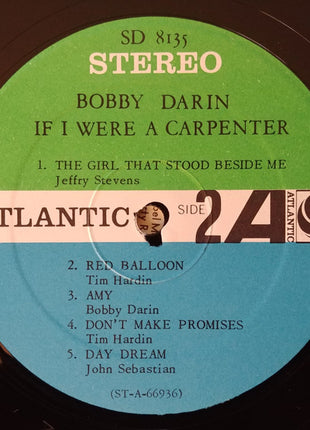 SD 8135
STEREO
BOBBY DARIN
IF I WERE A CARPENTER
1. THE GIRL THAT STOOD BESIDE ME
Jeffry Stevens
TLANTIC SIDE 2 A
ATLANTIC
2. RED BALLOON
Tim Hardin
3. AMY
Bobby Darin
4. DON'T MAKE PROMISES
Tim Hardin
5. DAY DREAM
John Sebastian
(ST-A-66936)